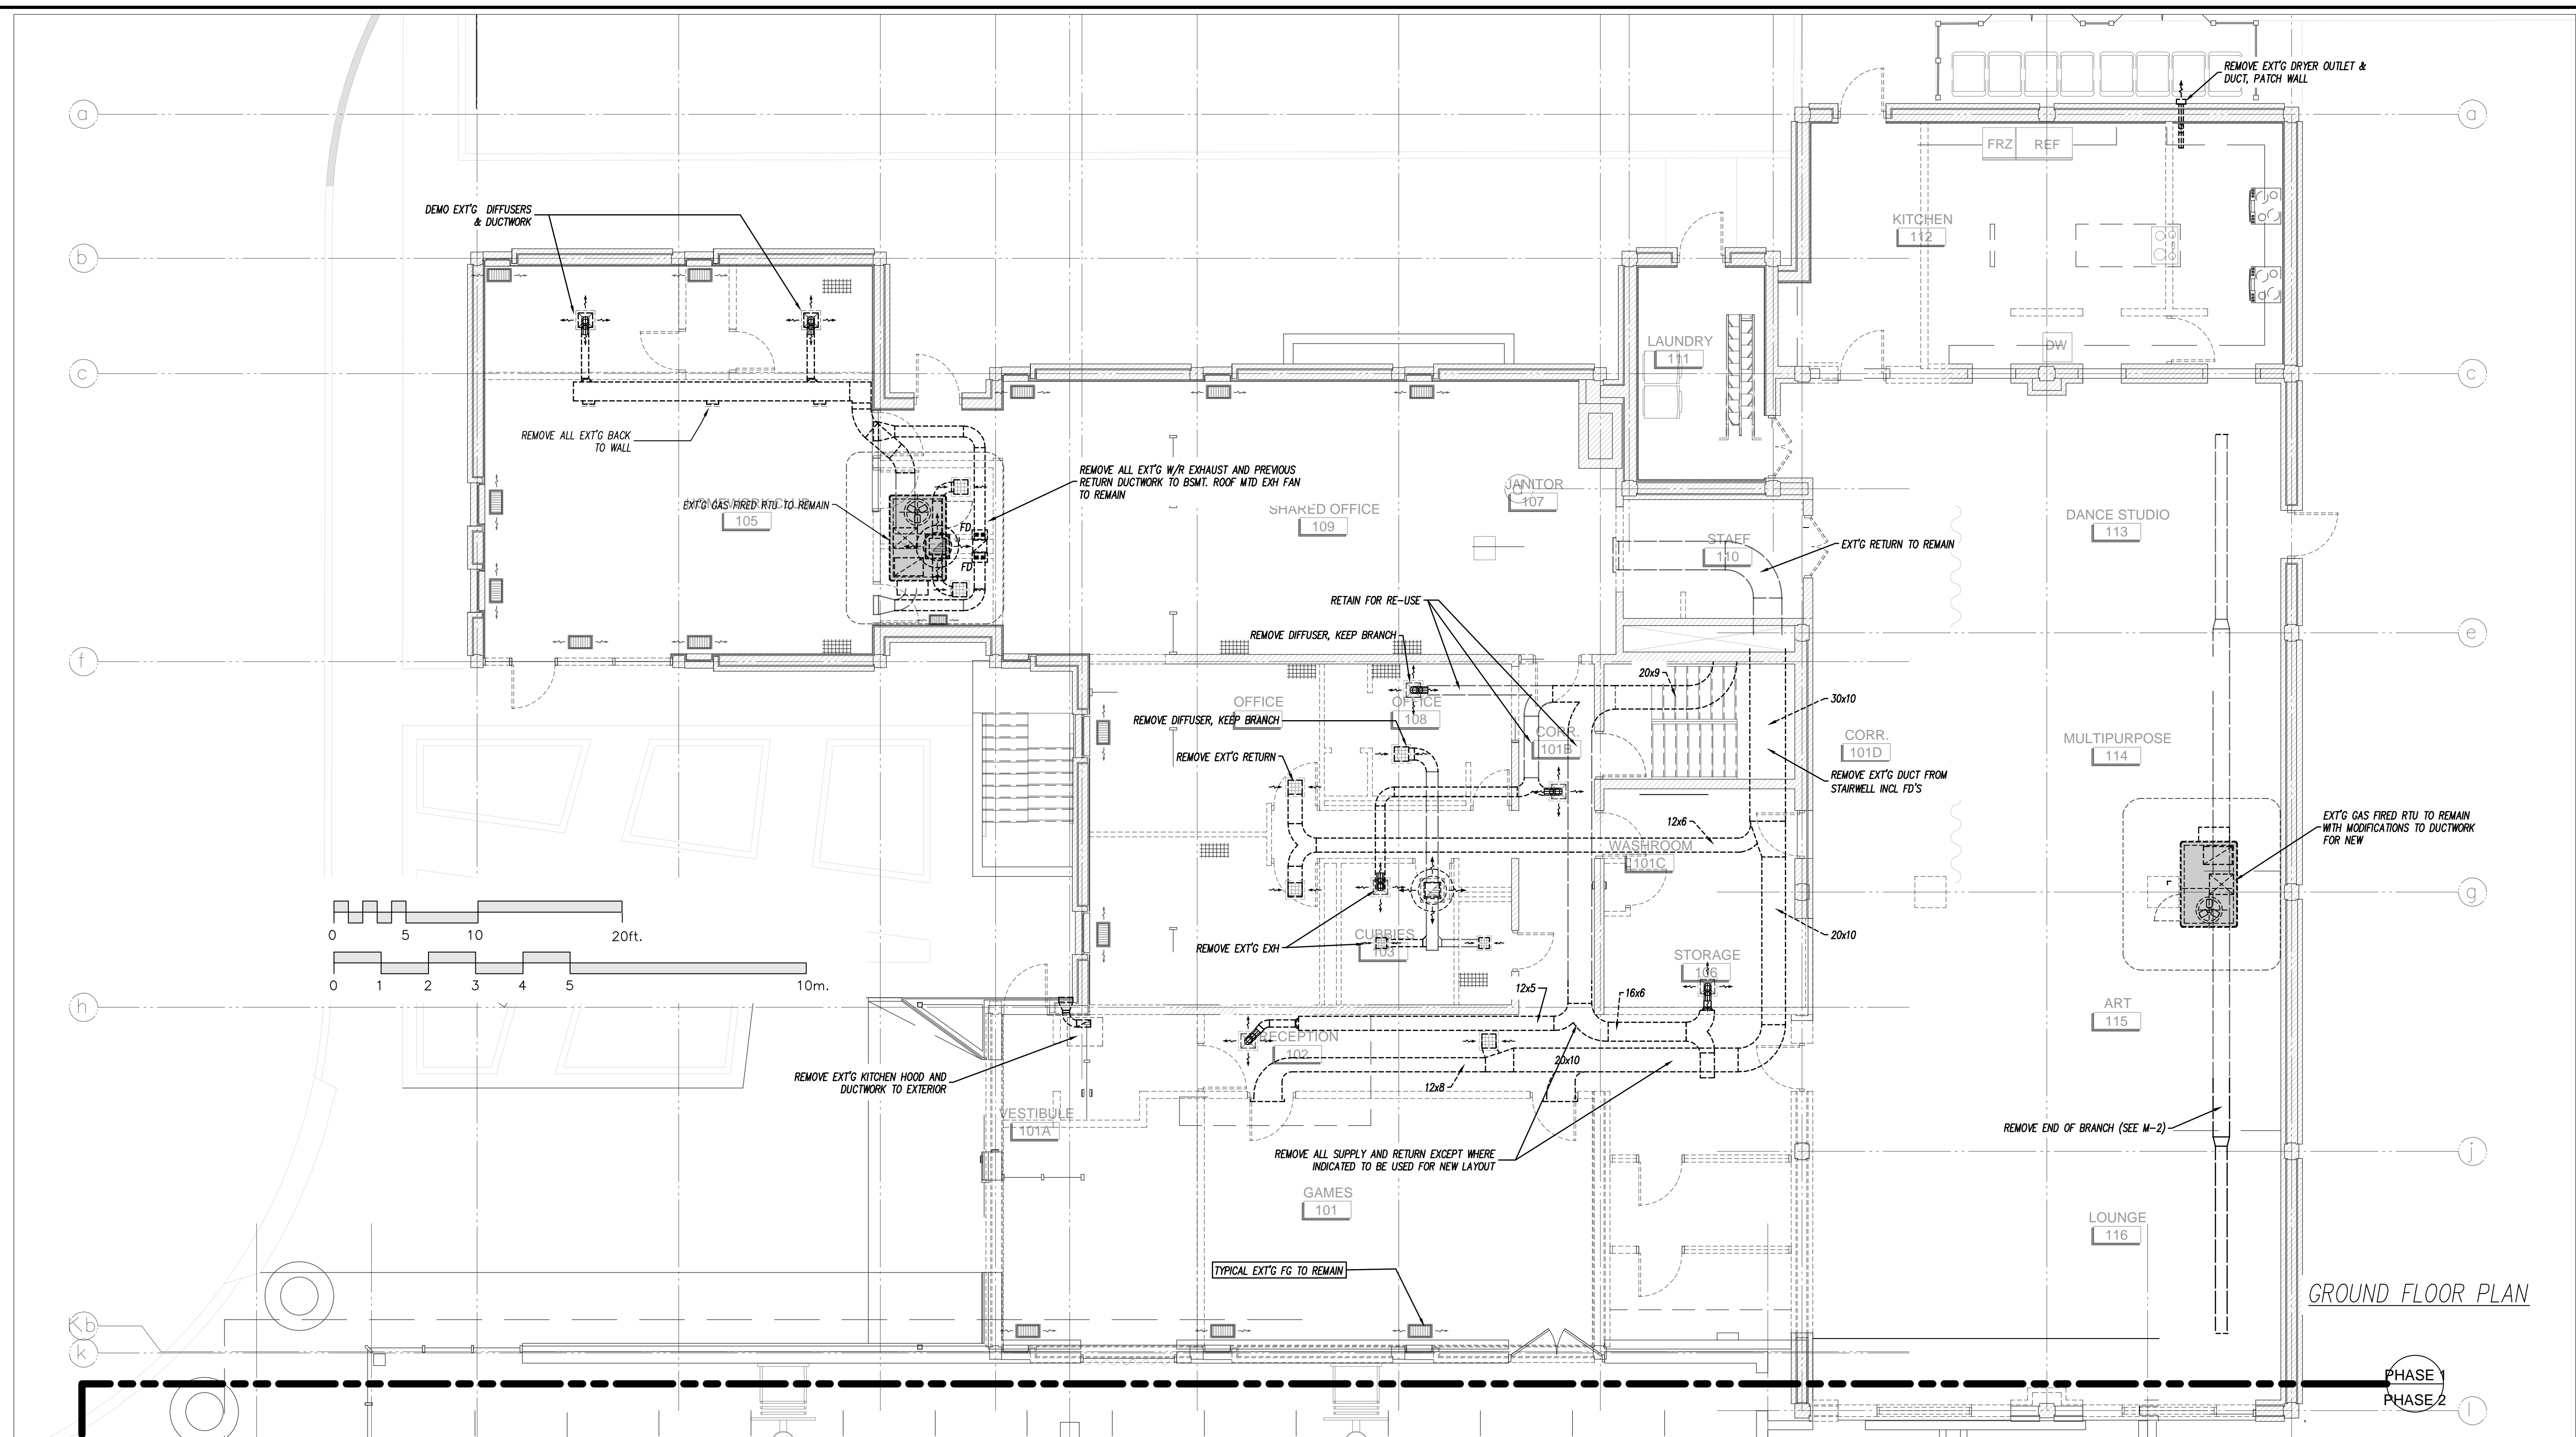 REMOVE EXT'G DRYER OUTLET &
DUCT, PATCH WALL
a
a
FRZ
REF
DEMO EXT'G DIFFUSERS
& DUCTWORK
KITCHEN
112
b
LAUNDRY
111
DW
c
c
REMOVE ALL EXT'G BACK
TO WALL
REMOVE ALL EXT'G W/R EXHAUST AND PREVIOUS
RETURN DUCTWORK TO BSMT. ROOF MTD EXH FAN
TO REMAIN
HOMEWORK CLUB
105
EXT'G GAS FIRED RTU TO REMAIN
FD
FD
SHARED OFFICE
109
JANITOR
107
d
STAFF
110
EXT'G RETURN TO REMAIN
DANCE STUDIO
113
RETAIN FOR RE-USE
REMOVE DIFFUSER, KEEP BRANCH
e
f
20x9
OFFICE
OFFICE
108
30x10
REMOVE DIFFUSER, KEEP BRANCH
CORR.
101B
CORR.
101D
MULTIPURPOSE
114
REMOVE EXT'G RETURN
REMOVE EXT'G DUCT FROM
STAIRWELL INCL FD'S
12x6
EXT'G GAS FIRED RTU TO REMAIN
WITH MODIFICATIONS TO DUCTWORK
FOR NEW
WASHROOM
101C
g
0 5 10 20ft.
0 1 2 3 4 5 10m.
REMOVE EXT'G EXH
CUBBIES
103
20x10
STORAGE
106
12x5
16x6
h
ART
115
RECEPTION
102
20x10
12x8
REMOVE EXT'G KITCHEN HOOD AND
DUCTWORK TO EXTERIOR
VESTIBULE
101A
REMOVE END OF BRANCH (SEE M-2)
j
REMOVE ALL SUPPLY AND RETURN EXCEPT WHERE
INDICATED TO BE USED FOR NEW LAYOUT
GAMES
101
LOUNGE
116
TYPICAL EXT'G FG TO REMAIN
GROUND FLOOR PLAN
Kb
k
PHASE 1
PHASE 2
l